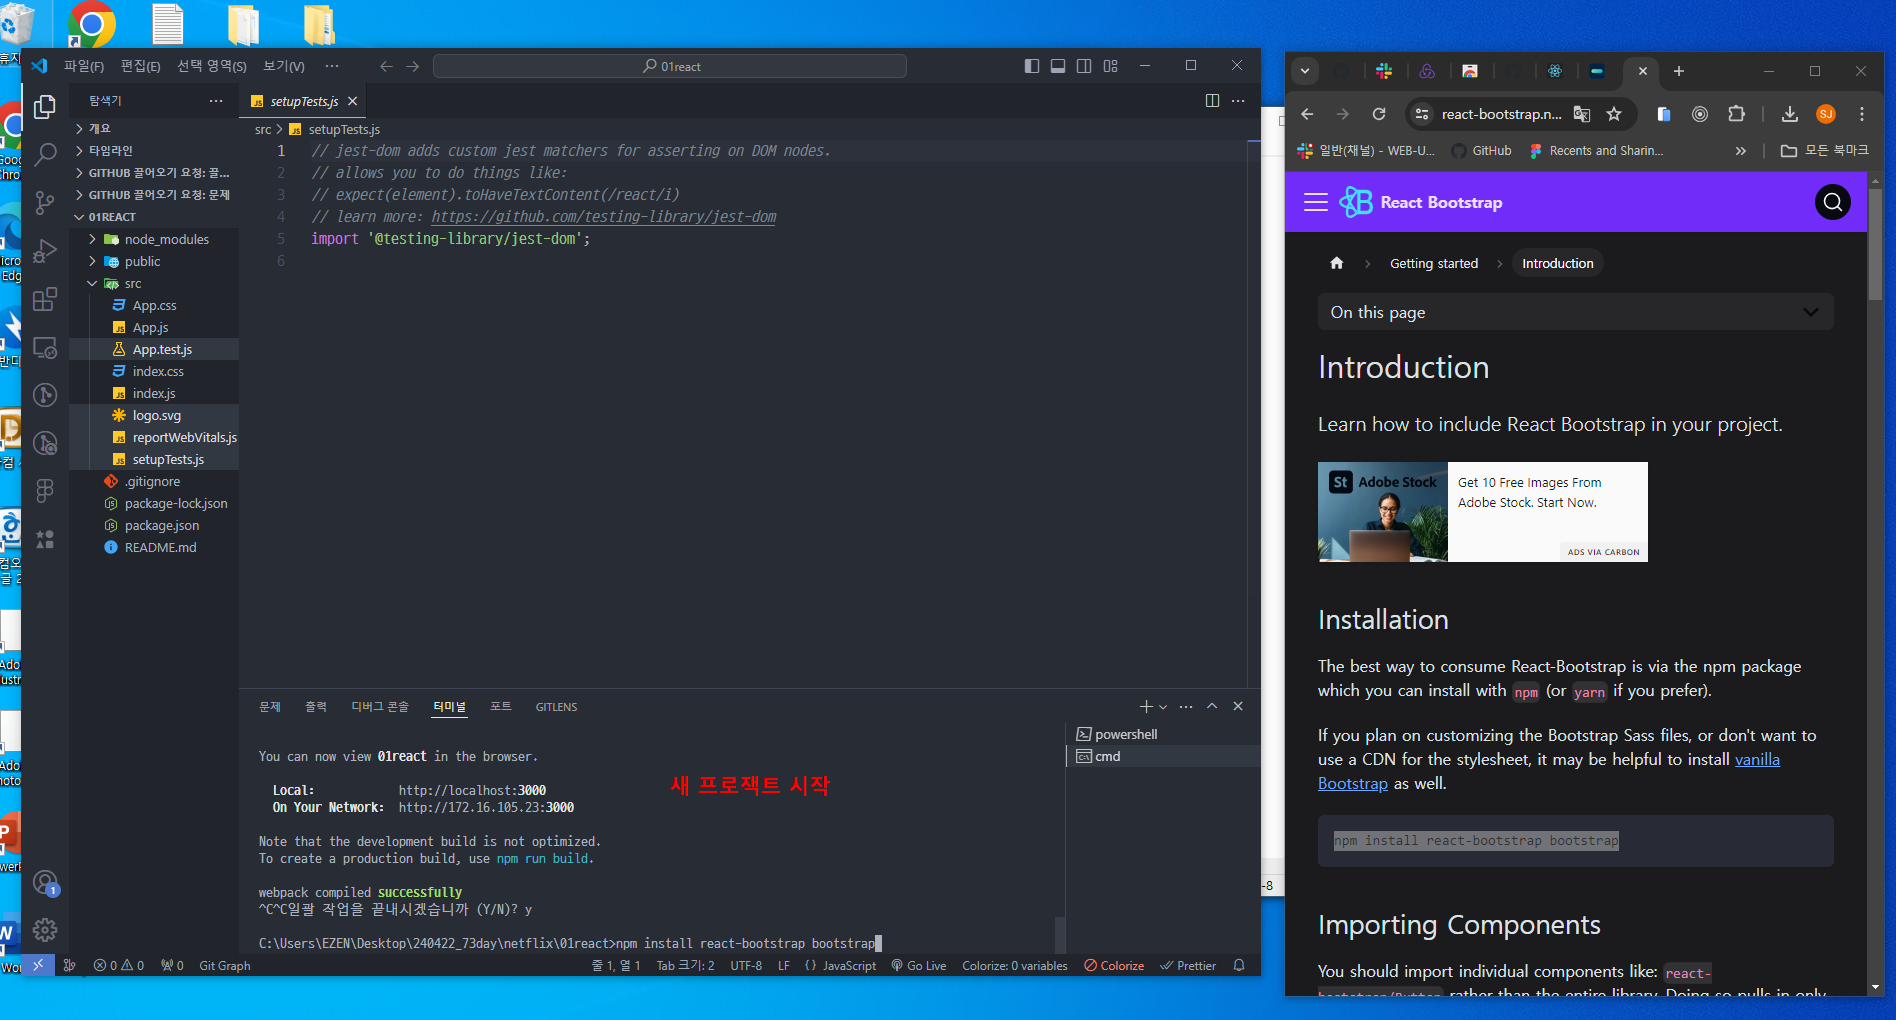 파일(F) 편집(E) 선택 영역(S) 보기(V) ···
01react
탐색기
개요
타임라인
GITHUB 끌어오기 요청: 끌...
GITHUB 끌어오기 요청: 문제
01REACT
node_modules
public
src
App.css
App.js
App.test.js
index.css
index.js
logo.svg
reportWebVitals.js
setupTests.js
.gitignore
package-lock.json
package.json
README.md
setupTests.js
src > setupTests.js
1 // jest-dom adds custom jest matchers for asserting on DOM nodes.
2 // allows you to do things like:
3 // expect(element).toHaveTextContent(/react/i)
4 // learn more: https://github.com/testing-library/jest-dom
5 import '@testing-library/jest-dom';
6
문제 출력 디버그 콘솔 터미널 포트 GITLENS
powershell
cmd
You can now view 01react in the browser.
Local: http://localhost:3000
On Your Network: http://172.16.105.23:3000
새 프로잭트 시작
Note that the development build is not optimized.
To create a production build, use npm run build.
webpack compiled successfully
^C^C일괄 작업을 끝내시겠습니까 (Y/N)? y
C:\Users\EZEN\Desktop\240422_73day\netflix\01react>npm install react-bootstrap bootstrap
0 0 0 Git Graph 줄 1, 열 1 Tab 크기: 2 UTF-8 LF {} JavaScript Go Live Colorize: 0 variables Colorize Prettier
1
-8
react-bootstrap.n...
SJ
일반(채널) - WEB-U... GitHub Recents and Sharin... » 모든 북마크
React Bootstrap
Getting started > Introduction
On this page
Introduction
Learn how to include React Bootstrap in your project.
St Adobe Stock
Get 10 Free Images From
Adobe Stock. Start Now.
ADS VIA CARBON
Installation
The best way to consume React-Bootstrap is via the npm package
which you can install with npm (or yarn if you prefer).
If you plan on customizing the Bootstrap Sass files, or don't want to
use a CDN for the stylesheet, it may be helpful to install vanilla
Bootstrap as well.
npm install react-bootstrap bootstrap
Importing Components
You should import individual components like: react-
bootstrap/Button rather than the entire library. Doing so pulls in only